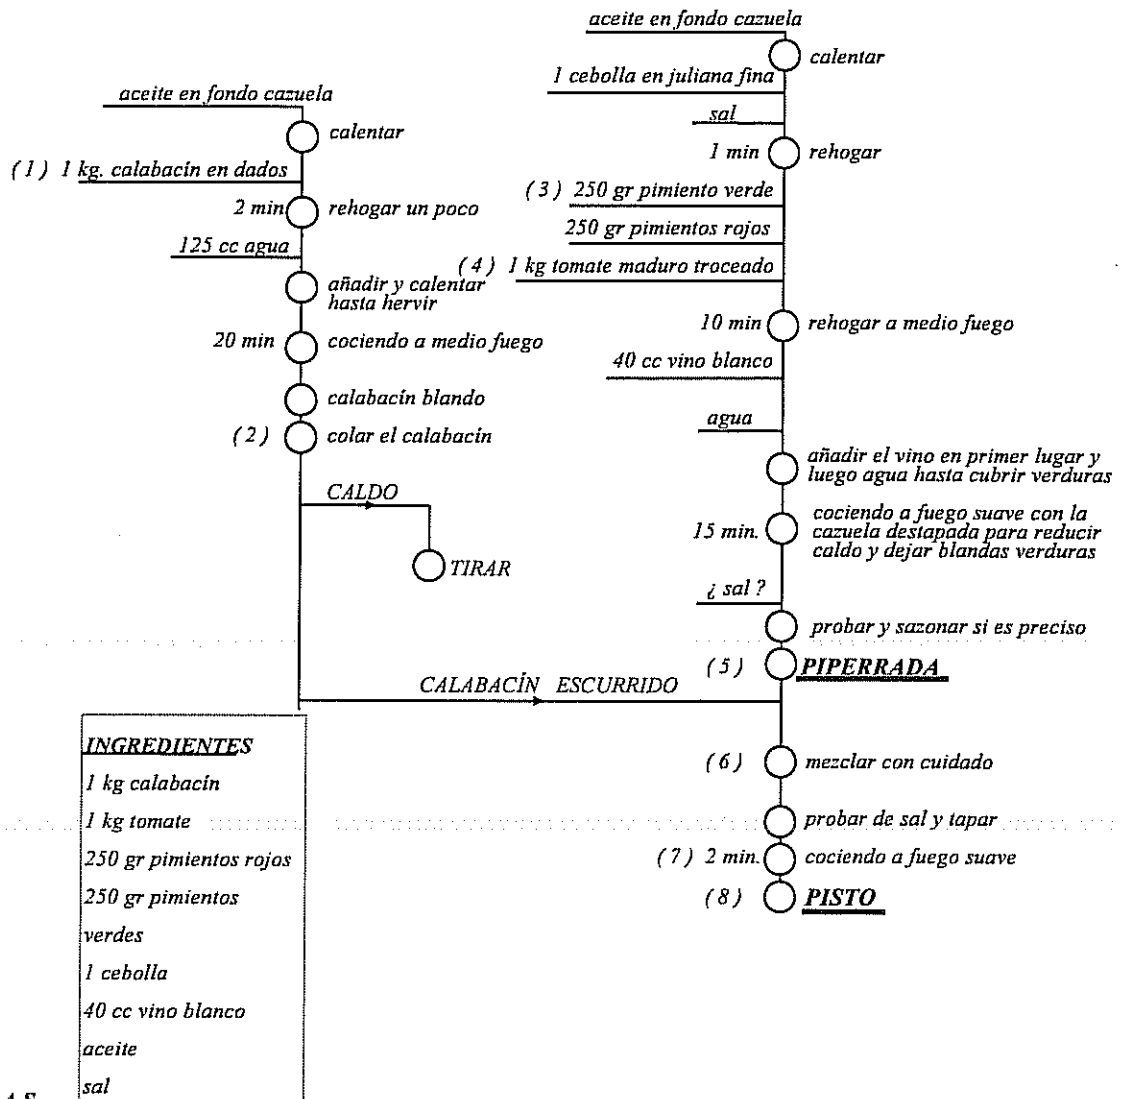 aceite en fondo cazuela
calentar
(1) 1 kg. calabacín en dados
2 min rehogar un poco
125 cc agua
añadir y calentar
hasta hervir
20 min cociendo a medio fuego
calabacín blando
(2) colar el calabacín
CALDO
TIRAR
CALABACÍN ESCURRIDO
aceite en fondo cazuela
calentar
1 cebolla en juliana fina
sal
1 min rehogar
(3) 250 gr pimiento verde
250 gr pimientos rojos
(4) 1 kg tomate maduro troceado
10 min rehogar a medio fuego
40 cc vino blanco
agua
añadir el vino en primer lugar y
luego agua hasta cubrir verduras
15 min. cociendo a fuego suave con la
cazuela destapada para reducir
caldo y dejar blandas verduras
¿ sal ?
probar y sazonar si es preciso
(5) PIPERRADA
(6) mezclar con cuidado
probar de sal y tapar
(7) 2 min. cociendo a fuego suave
(8) PISTO
INGREDIENTES
1 kg calabacín
1 kg tomate
250 gr pimientos rojos
250 gr pimientos
verdes
1 cebolla
40 cc vino blanco
aceite
sal